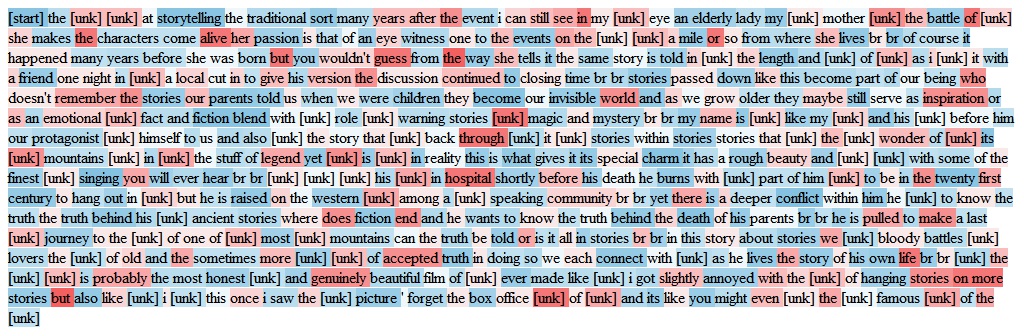 [start] the [unk] [unk] at storytelling the traditional sort many years after the event i can still see in my [unk] eye an elderly lady my [unk] mother [unk] the battle of [unk]
she makes the characters come alive her passion is that of an eye witness one to the events on the [unk] [unk] a mile or so from where she lives br br of course it
happened many years before she was born but you wouldn't guess from the way she tells it the same story is told in [unk] the length and [unk] of [unk] as i [unk] it with
a friend one night in [unk] a local cut in to give his version the discussion continued to closing time br br stories passed down like this become part of our being who
doesn't remember the stories our parents told us when we were children they become our invisible world and as we grow older they maybe still serve as inspiration or
as an emotional [unk] fact and fiction blend with [unk] role [unk] warning stories [unk] magic and mystery br br my name is [unk] like my [unk] and his [unk] before him
our protagonist [unk] himself to us and also [unk] the story that [unk] back through [unk] it [unk] stories within stories stories that [unk] the [unk] wonder of [unk] its
[unk] mountains [unk] in [unk] the stuff of legend yet [unk] is [unk] in reality this is what gives it its special charm it has a rough beauty and [unk] [unk] with some of the
finest [unk] singing you will ever hear br br [unk] [unk] [unk] his [unk] in hospital shortly before his death he burns with [unk] part of him [unk] to be in the twenty first
century to hang out in [unk] but he is raised on the western [unk] among a [unk] speaking community br br yet there is a deeper conflict within him he [unk] to know the
truth the truth behind his [unk] ancient stories where does fiction end and he wants to know the truth behind the death of his parents br br he is pulled to make a last
[unk] journey to the [unk] of one of [unk] most [unk] mountains can the truth be told or is it all in stories br br in this story about stories we [unk] bloody battles [unk]
lovers the [unk] of old and the sometimes more [unk] [unk] of accepted truth in doing so we each connect with [unk] as he lives the story of his own life br br [unk] the
[unk] [unk] is probably the most honest [unk] and genuinely beautiful film of [unk] ever made like [unk] i got slightly annoyed with the [unk] of hanging stories on more
stories but also like [unk] i [unk] this once i saw the [unk] picture ' forget the box office [unk] of [unk] and its like you might even [unk] the [unk] famous [unk] of the
[unk]